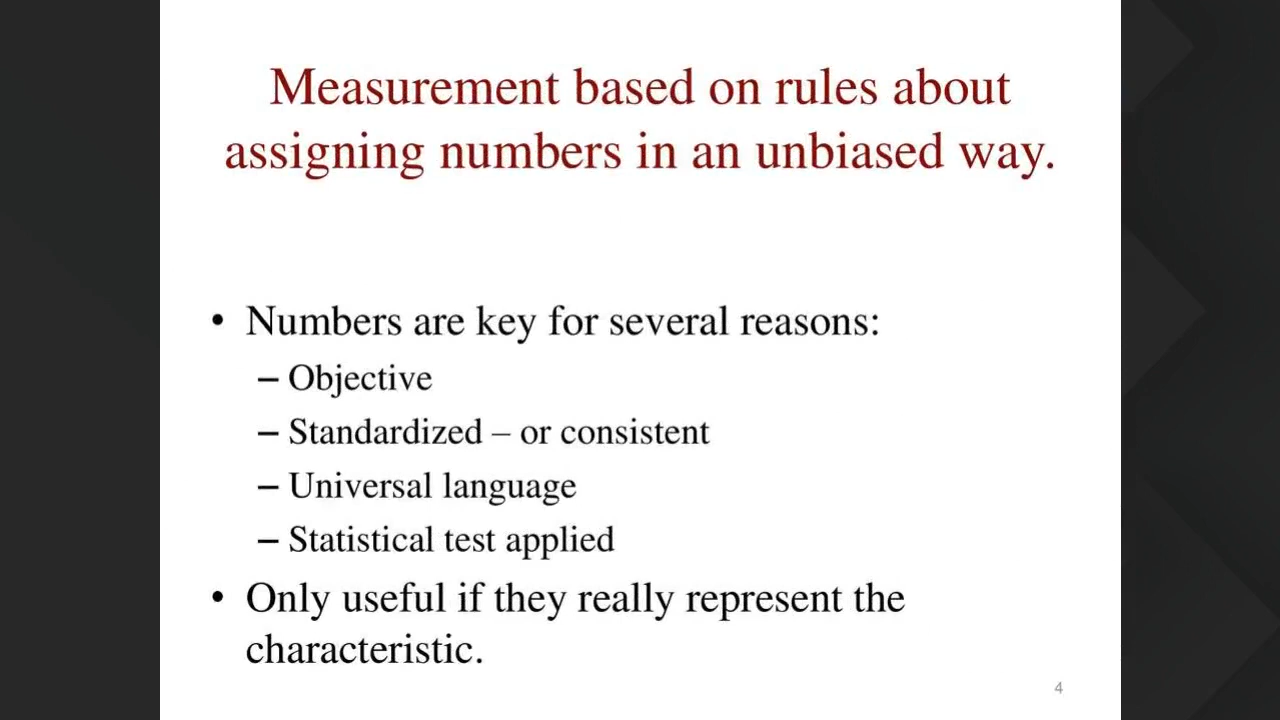 Measurement based on rules about
assigning numbers in an unbiased way.
• Numbers are key for several reasons:
– Objective
– Standardized – or consistent
– Universal language
– Statistical test applied
• Only useful if they really represent the
characteristic.
4